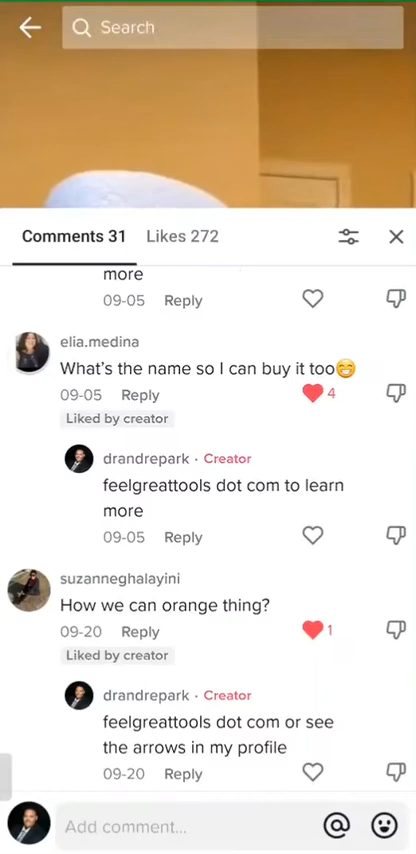 Search
Comments 31 Likes 272
more
09-05 Reply
elia.medina
What's the name so I can buy it too😁
09-05 Reply 4
Liked by creator
drandrepark · Creator
feelgreattools dot com to learn
more
09-05 Reply
suzanneghalayini
How we can orange thing?
09-20 Reply 1
Liked by creator
drandrepark · Creator
feelgreattools dot com or see
the arrows in my profile
09-20 Reply
Add comment... @